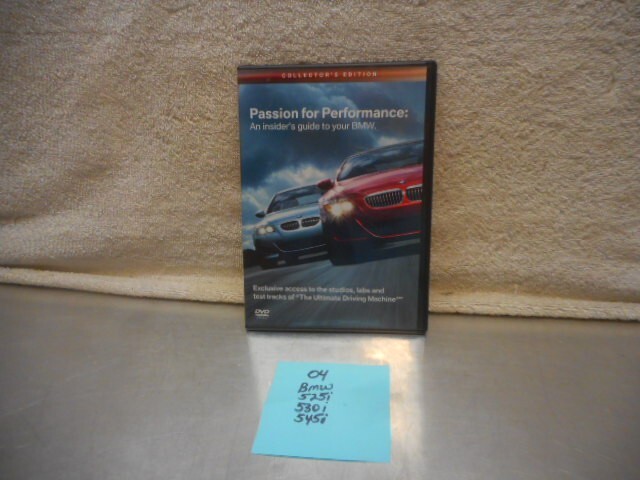 COLLECTOR'S EDITION
Passion for Performance:
An insider's guide to your BMW.
Exclusive access to the studios, labs and
test tracks of "The Ultimate Driving Machine"
DVD
04
Bmw
525i
530i
545i